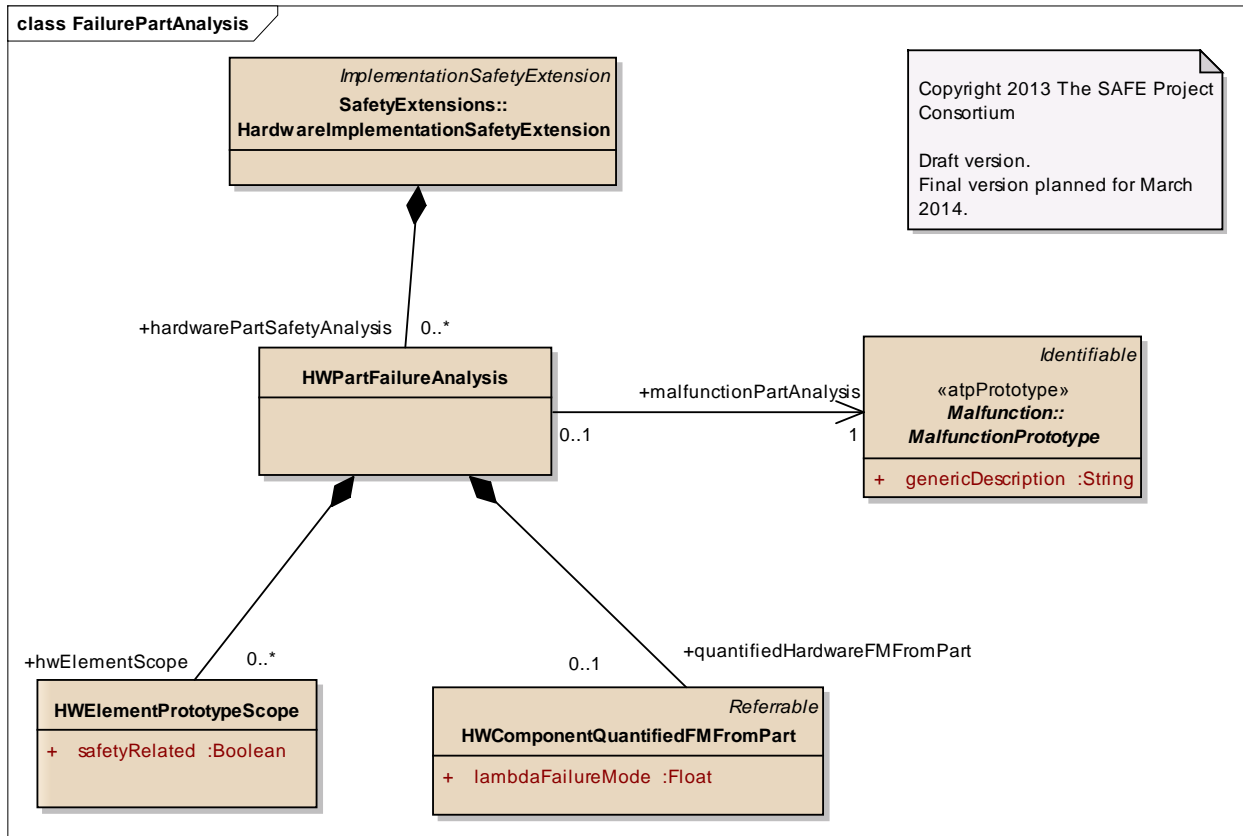 class FailurePartAnalysis
ImplementationSafetyExtension
SafetyExtensions::
HardwareImplementationSafetyExtension
Copyright 2013 The SAFE Project
Consortium
Draft version.
Final version planned for March
2014.
+hardwarePartSafetyAnalysis
0..*
HWPartFailureAnalysis
+malfunctionPartAnalysis
0..1
1
Identifiable
«atpPrototype»
Malfunction::
MalfunctionPrototype
+ genericDescription :String
+hwElementScope
0..*
+quantifiedHardwareFMFromPart
0..1
HWElementPrototypeScope
+ safetyRelated :Boolean
Referrable
HWComponentQuantifiedFMFromPart
+ lambdaFailureMode :Float